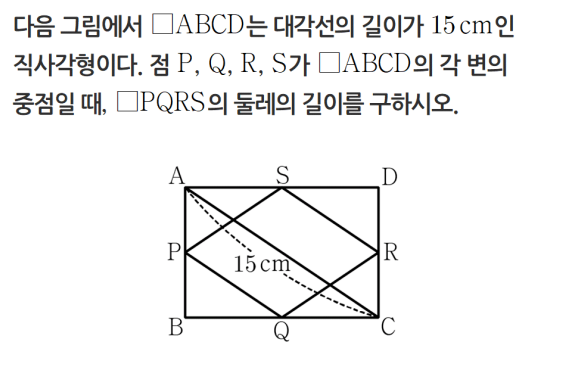 다음 그림에서 □ABCD는 대각선의 길이가 15cm인
직사각형이다. 점 P, Q, R, S가 □ABCD의 각 변의
중점일 때, □PQRS의 둘레의 길이를 구하시오.
A S D
P 15cm R
B Q C